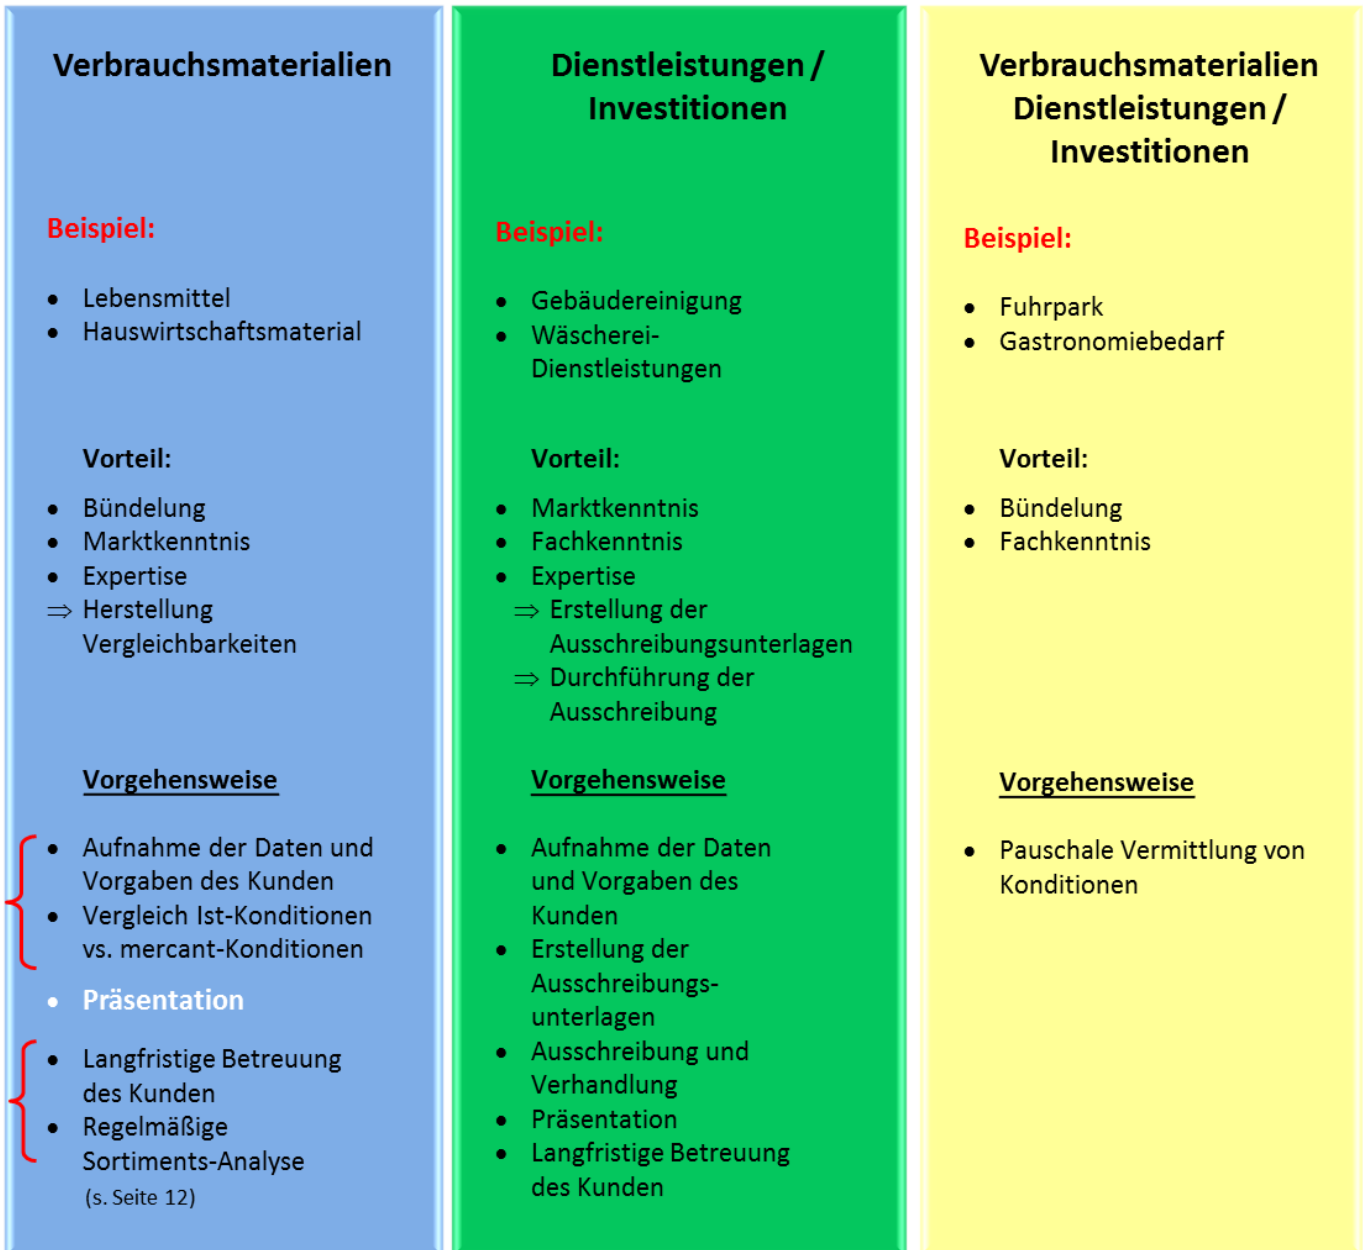 Verbrauchsmaterialien
Beispiel:
• Lebensmittel
• Hauswirtschaftsmaterial
Vorteil:
• Bündelung
• Marktkenntnis
• Expertise
⇒ Herstellung
Vergleichbarkeiten
Vorgehensweise
• Aufnahme der Daten und
Vorgaben des Kunden
• Vergleich Ist-Konditionen
vs. mercant-Konditionen
• Präsentation
• Langfristige Betreuung
des Kunden
• Regelmäßige
Sortiments-Analyse
(s. Seite 12)
Dienstleistungen /
Investitionen
Beispiel:
• Gebäudereinigung
• Wäscherei-
Dienstleistungen
Vorteil:
• Marktkenntnis
• Fachkenntnis
• Expertise
⇒ Erstellung der
Ausschreibungsunterlagen
⇒ Durchführung der
Ausschreibung
Vorgehensweise
• Aufnahme der Daten
und Vorgaben des
Kunden
• Erstellung der
Ausschreibungs-
unterlagen
• Ausschreibung und
Verhandlung
• Präsentation
• Langfristige Betreuung
des Kunden
Verbrauchsmaterialien
Dienstleistungen /
Investitionen
Beispiel:
• Fuhrpark
• Gastronomiebedarf
Vorteil:
• Bündelung
• Fachkenntnis
Vorgehensweise
• Pauschale Vermittlung von
Konditionen